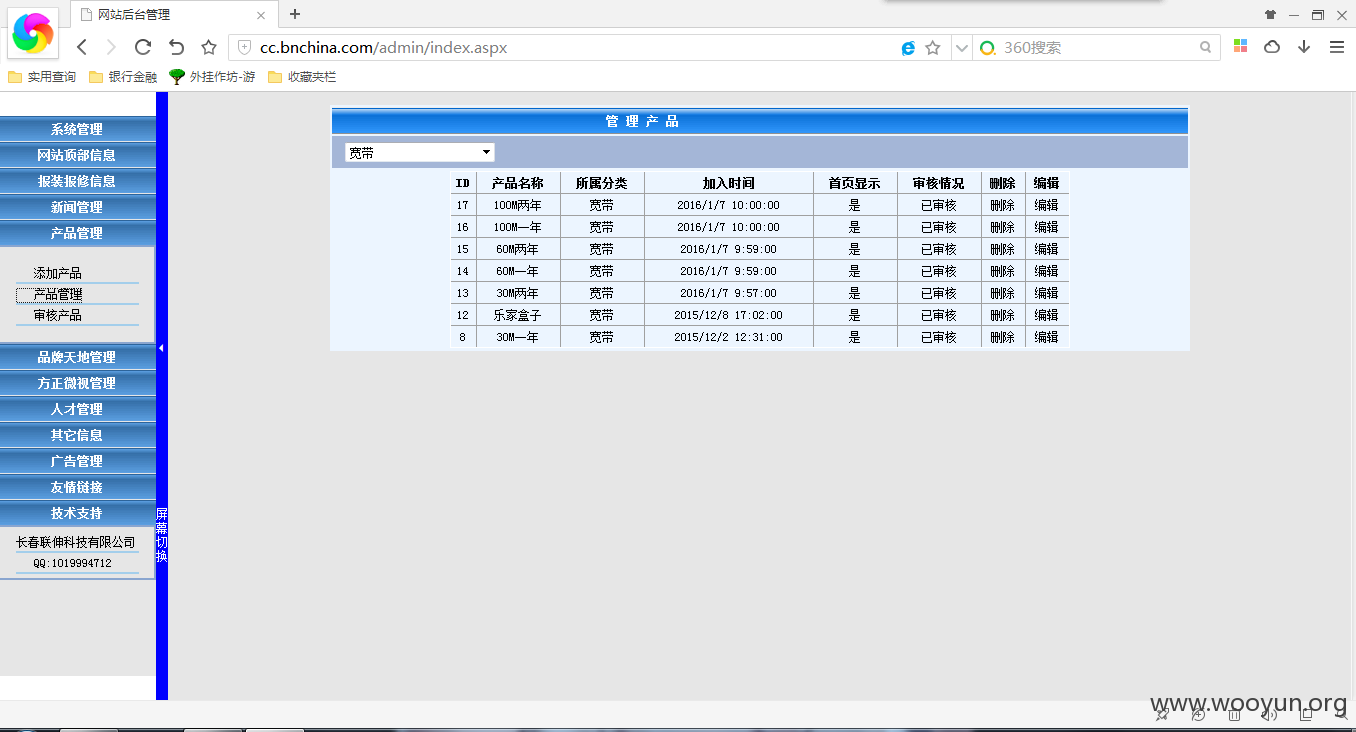 网站后台管理
cc.bnchina.com/admin/index.aspx
360搜索
实用查询 银行金融 外挂作坊-游 收藏夹栏
系统管理
网站顶部信息
报装报修信息
新闻管理
产品管理
添加产品
产品管理
审核产品
品牌天地管理
方正微视管理
人才管理
其它信息
广告管理
友情链接
技术支持
长春联伸科技有限公司
QQ:1019994712
屏幕切换
管理产品
宽带
ID 产品名称 所属分类 加入时间 首页显示 审核情况 删除 编辑
17 100M两年 宽带 2016/1/7 10:00:00 是 已审核 删除 编辑
16 100M一年 宽带 2016/1/7 10:00:00 是 已审核 删除 编辑
15 60M两年 宽带 2016/1/7 9:59:00 是 已审核 删除 编辑
14 60M一年 宽带 2016/1/7 9:59:00 是 已审核 删除 编辑
13 30M两年 宽带 2016/1/7 9:57:00 是 已审核 删除 编辑
12 乐家盒子 宽带 2015/12/8 17:02:00 是 已审核 删除 编辑
8 30M一年 宽带 2015/12/2 12:31:00 是 已审核 删除 编辑
www.wooyun.org